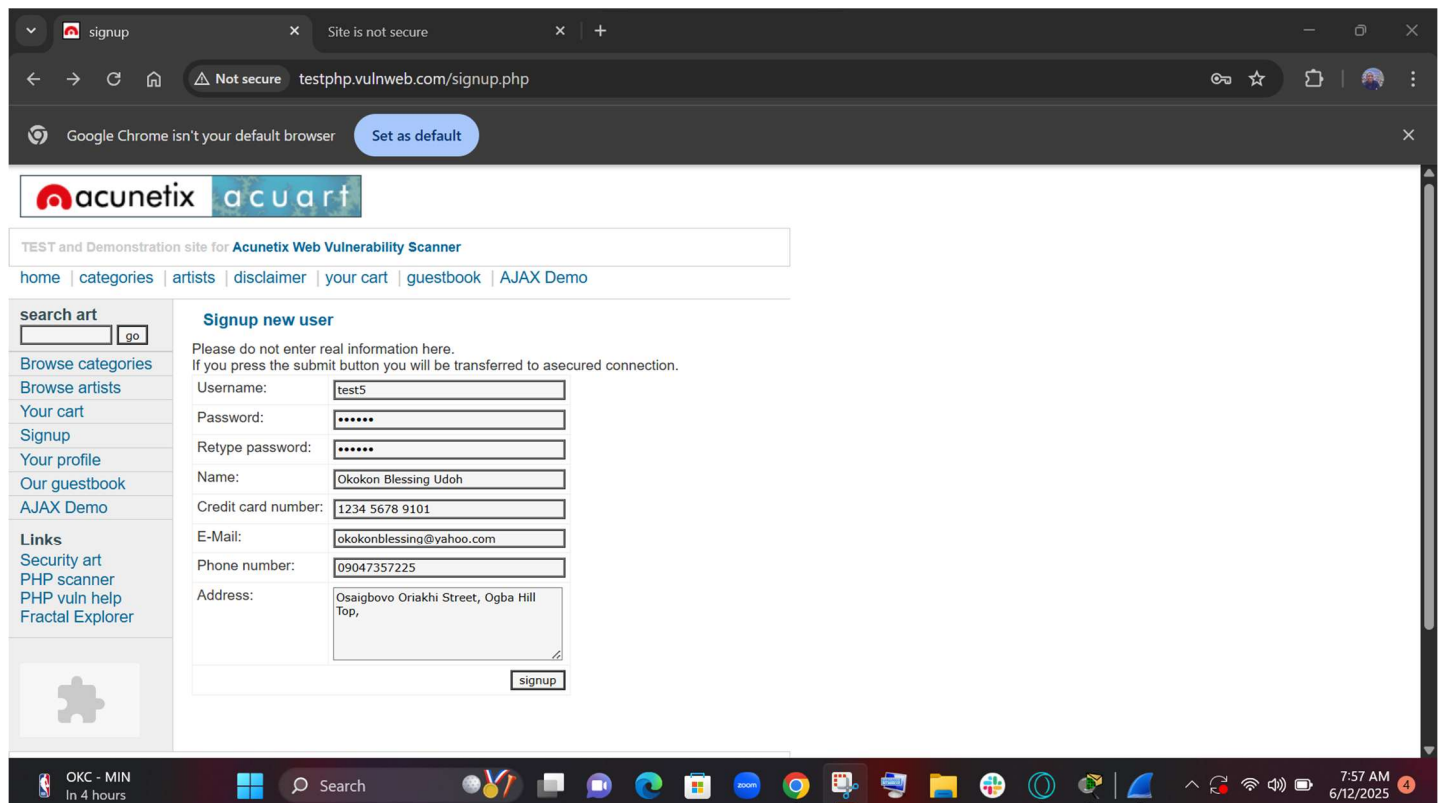 signup
Site is not secure
Not secure
testphp.vulnweb.com/signup.php
Google Chrome isn't your default browser
Set as default
acunetix acuart
TEST and Demonstration site for Acunetix Web Vulnerability Scanner
home | categories | artists | disclaimer | your cart | guestbook | AJAX Demo
search art
go
Browse categories
Browse artists
Your cart
Signup
Your profile
Our guestbook
AJAX Demo
Links
Security art
PHP scanner
PHP vuln help
Fractal Explorer
Signup new user
Please do not enter real information here.
If you press the submit button you will be transferred to asecured connection.
Username: test5
Password: ••••••
Retype password: ••••••
Name: Okokon Blessing Udoh
Credit card number: 1234 5678 9101
E-Mail: okokonblessing@yahoo.com
Phone number: 09047357225
Address: Osaigbovo Oriakhi Street, Ogba Hill
Top,
signup
OKC - MIN
In 4 hours
Search
zoom
7:57 AM
6/12/2025
4